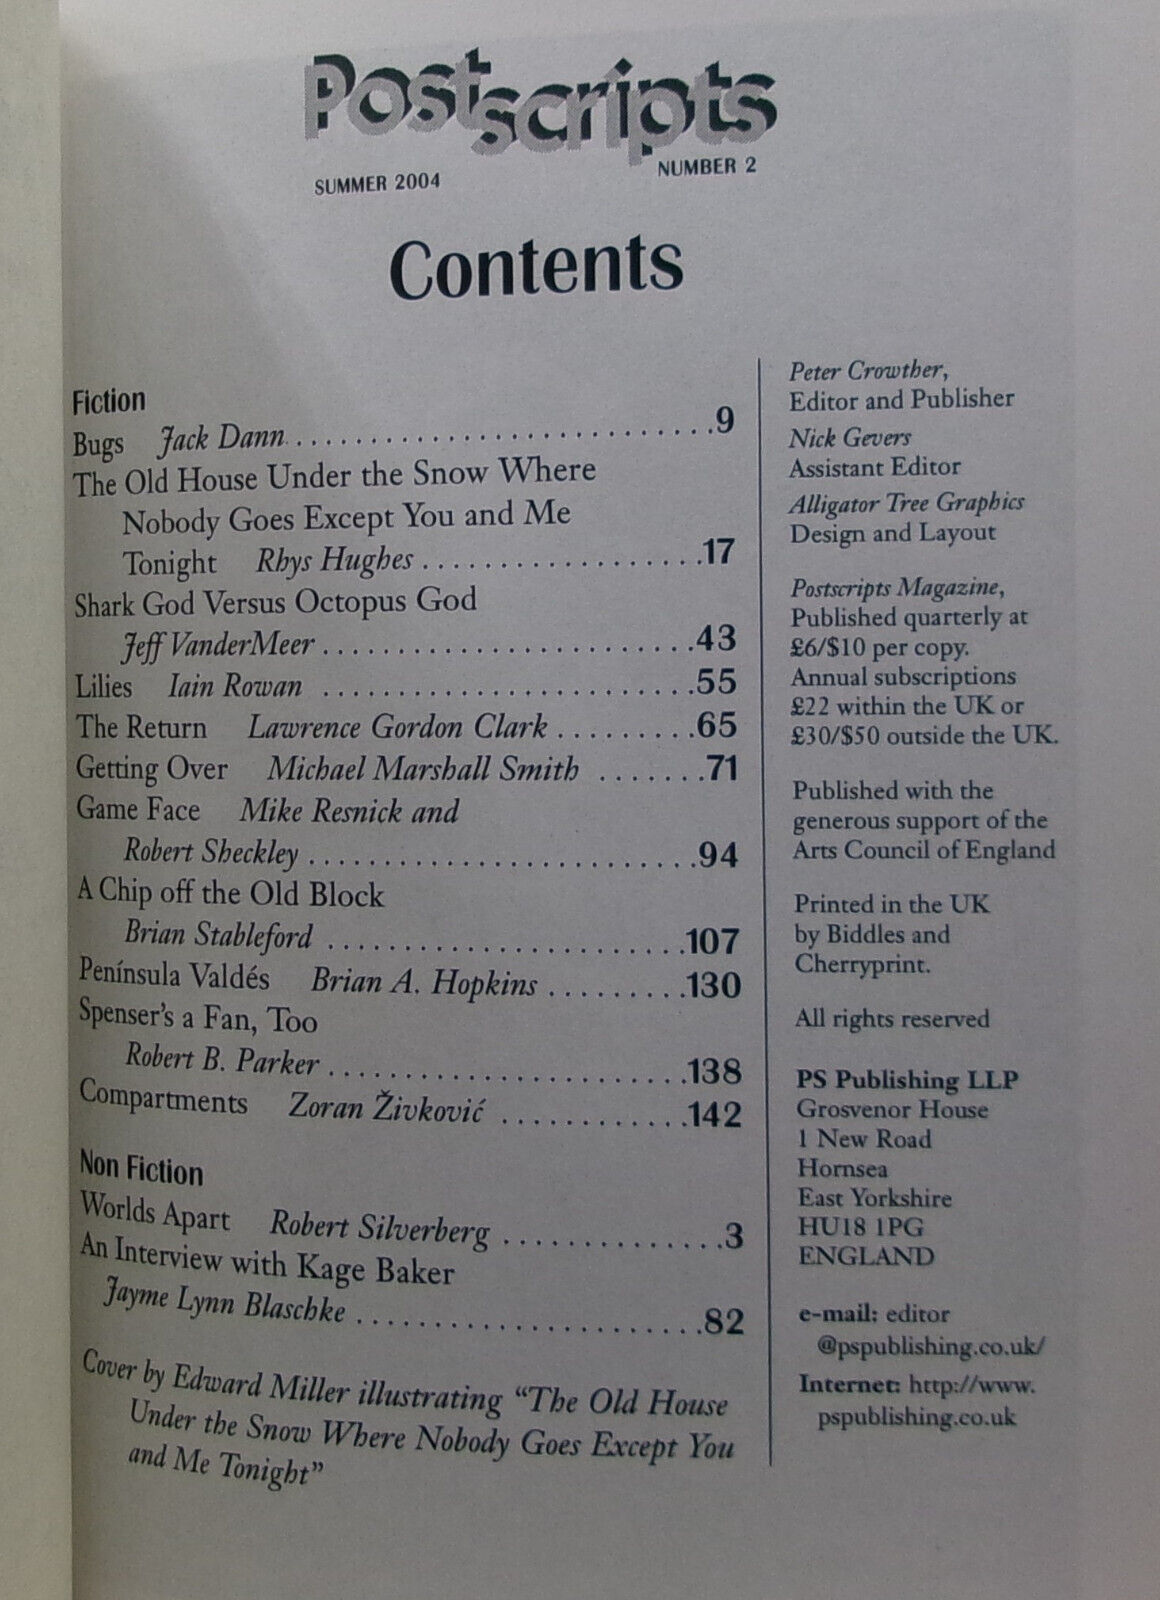 Postscripts
SUMMER 2004
NUMBER 2
Contents
Fiction
Bugs Jack Dann ............................9
The Old House Under the Snow Where
Nobody Goes Except You and Me
Tonight Rhys Hughes ...................17
Shark God Versus Octopus God
Jeff VanderMeer .........................43
Lilies Iain Rowan .........................55
The Return Lawrence Gordon Clark .........65
Getting Over Michael Marshall Smith .......71
Game Face Mike Resnick and
Robert Sheckley ..........................94
A Chip off the Old Block
Brian Stableford ........................107
Península Valdés Brian A. Hopkins .........130
Spenser's a Fan, Too
Robert B. Parker ........................138
Compartments Zoran Živković .............142
Non Fiction
Worlds Apart Robert Silverberg ..............3
An Interview with Kage Baker
Jayme Lynn Blaschke .......................82
Cover by Edward Miller illustrating “The Old House
Under the Snow Where Nobody Goes Except You
and Me Tonight”
Peter Crowther,
Editor and Publisher
Nick Gevers
Assistant Editor
Alligator Tree Graphics
Design and Layout
Postscripts Magazine,
Published quarterly at
£6/$10 per copy.
Annual subscriptions
£22 within the UK or
£30/$50 outside the UK.
Published with the
generous support of the
Arts Council of England
Printed in the UK
by Biddles and
Cherryprint.
All rights reserved
PS Publishing LLP
Grosvenor House
1 New Road
Hornsea
East Yorkshire
HU18 1PG
ENGLAND
e-mail: editor
@pspublishing.co.uk/
Internet: http://www.
pspublishing.co.uk